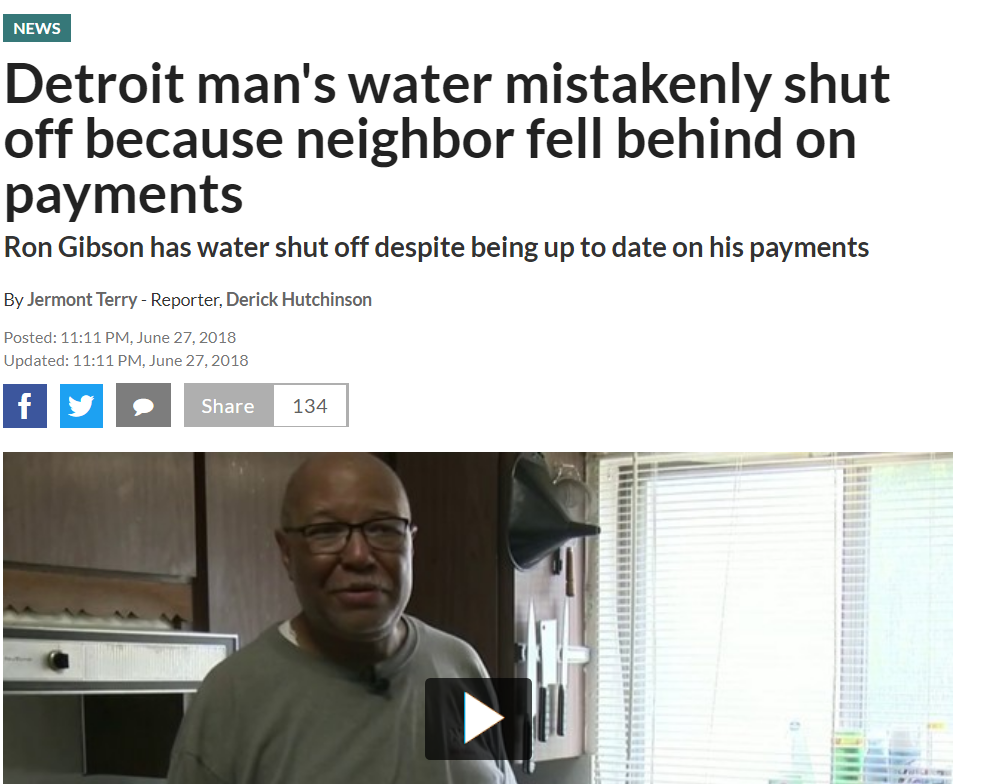 NEWS
Detroit man's water mistakenly shut
off because neighbor fell behind on
payments
Ron Gibson has water shut off despite being up to date on his payments
By Jermont Terry - Reporter, Derick Hutchinson
Posted: 11:11 PM, June 27, 2018
Updated: 11:11 PM, June 27, 2018
f
Share 134